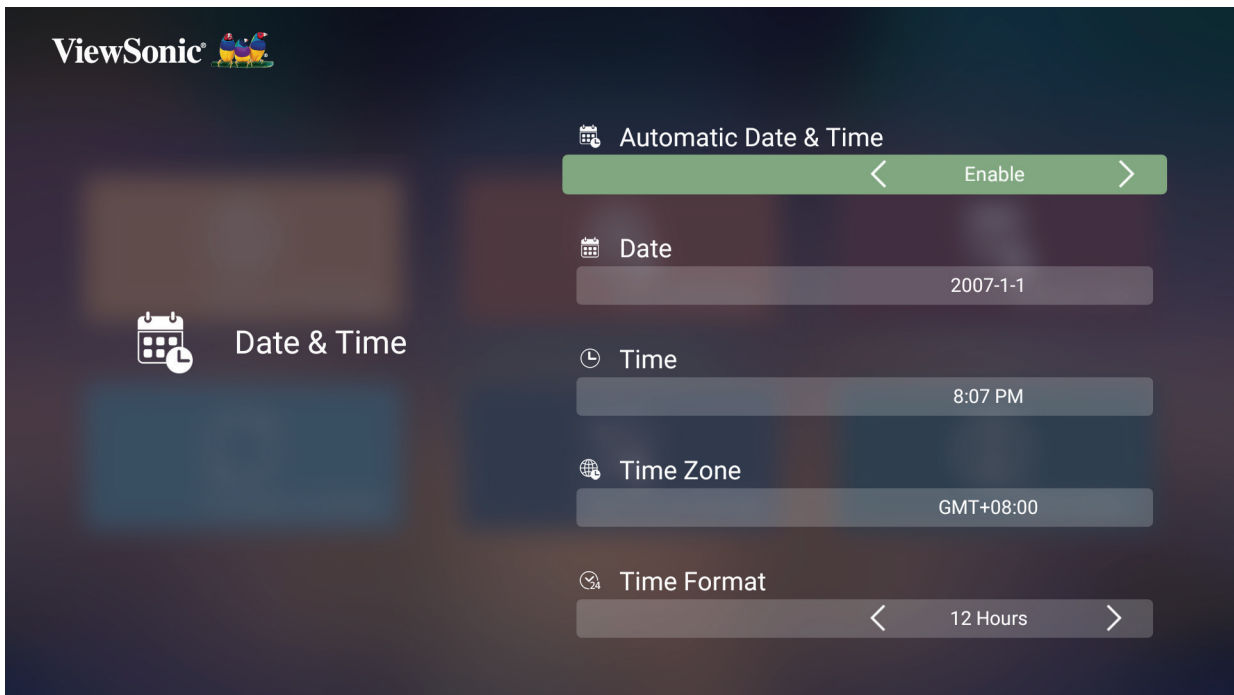 ViewSonic®
Automatic Date & Time
Enable
Date
2007-1-1
Date & Time
Time
8:07 PM
Time Zone
GMT+08:00
Time Format
12 Hours